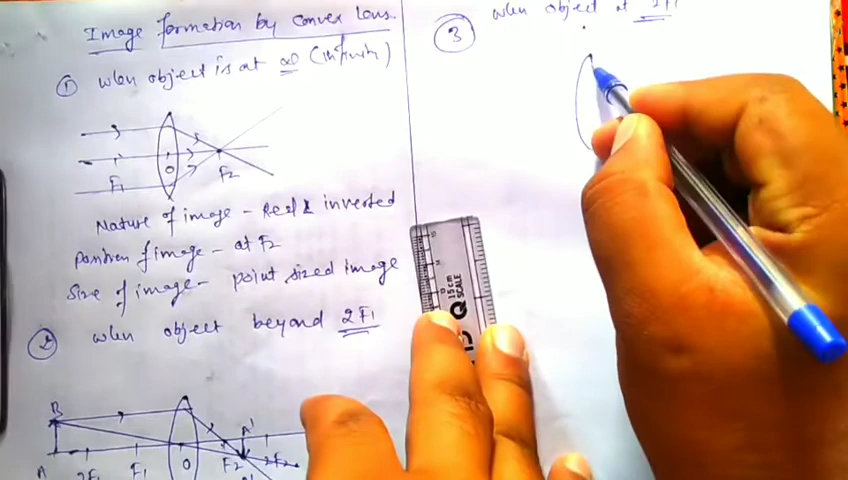 Image formation by Convex Lens.
① when object is at ∞ (infinity)
O
F1
F2
Nature of image - Real & inverted
Position of image - at F2
Size of image - point sized image
② when object beyond 2F1
B
A'
A
2F1
F1
O
F2
2F2
③ when object at 2F1
15cm
SCALE